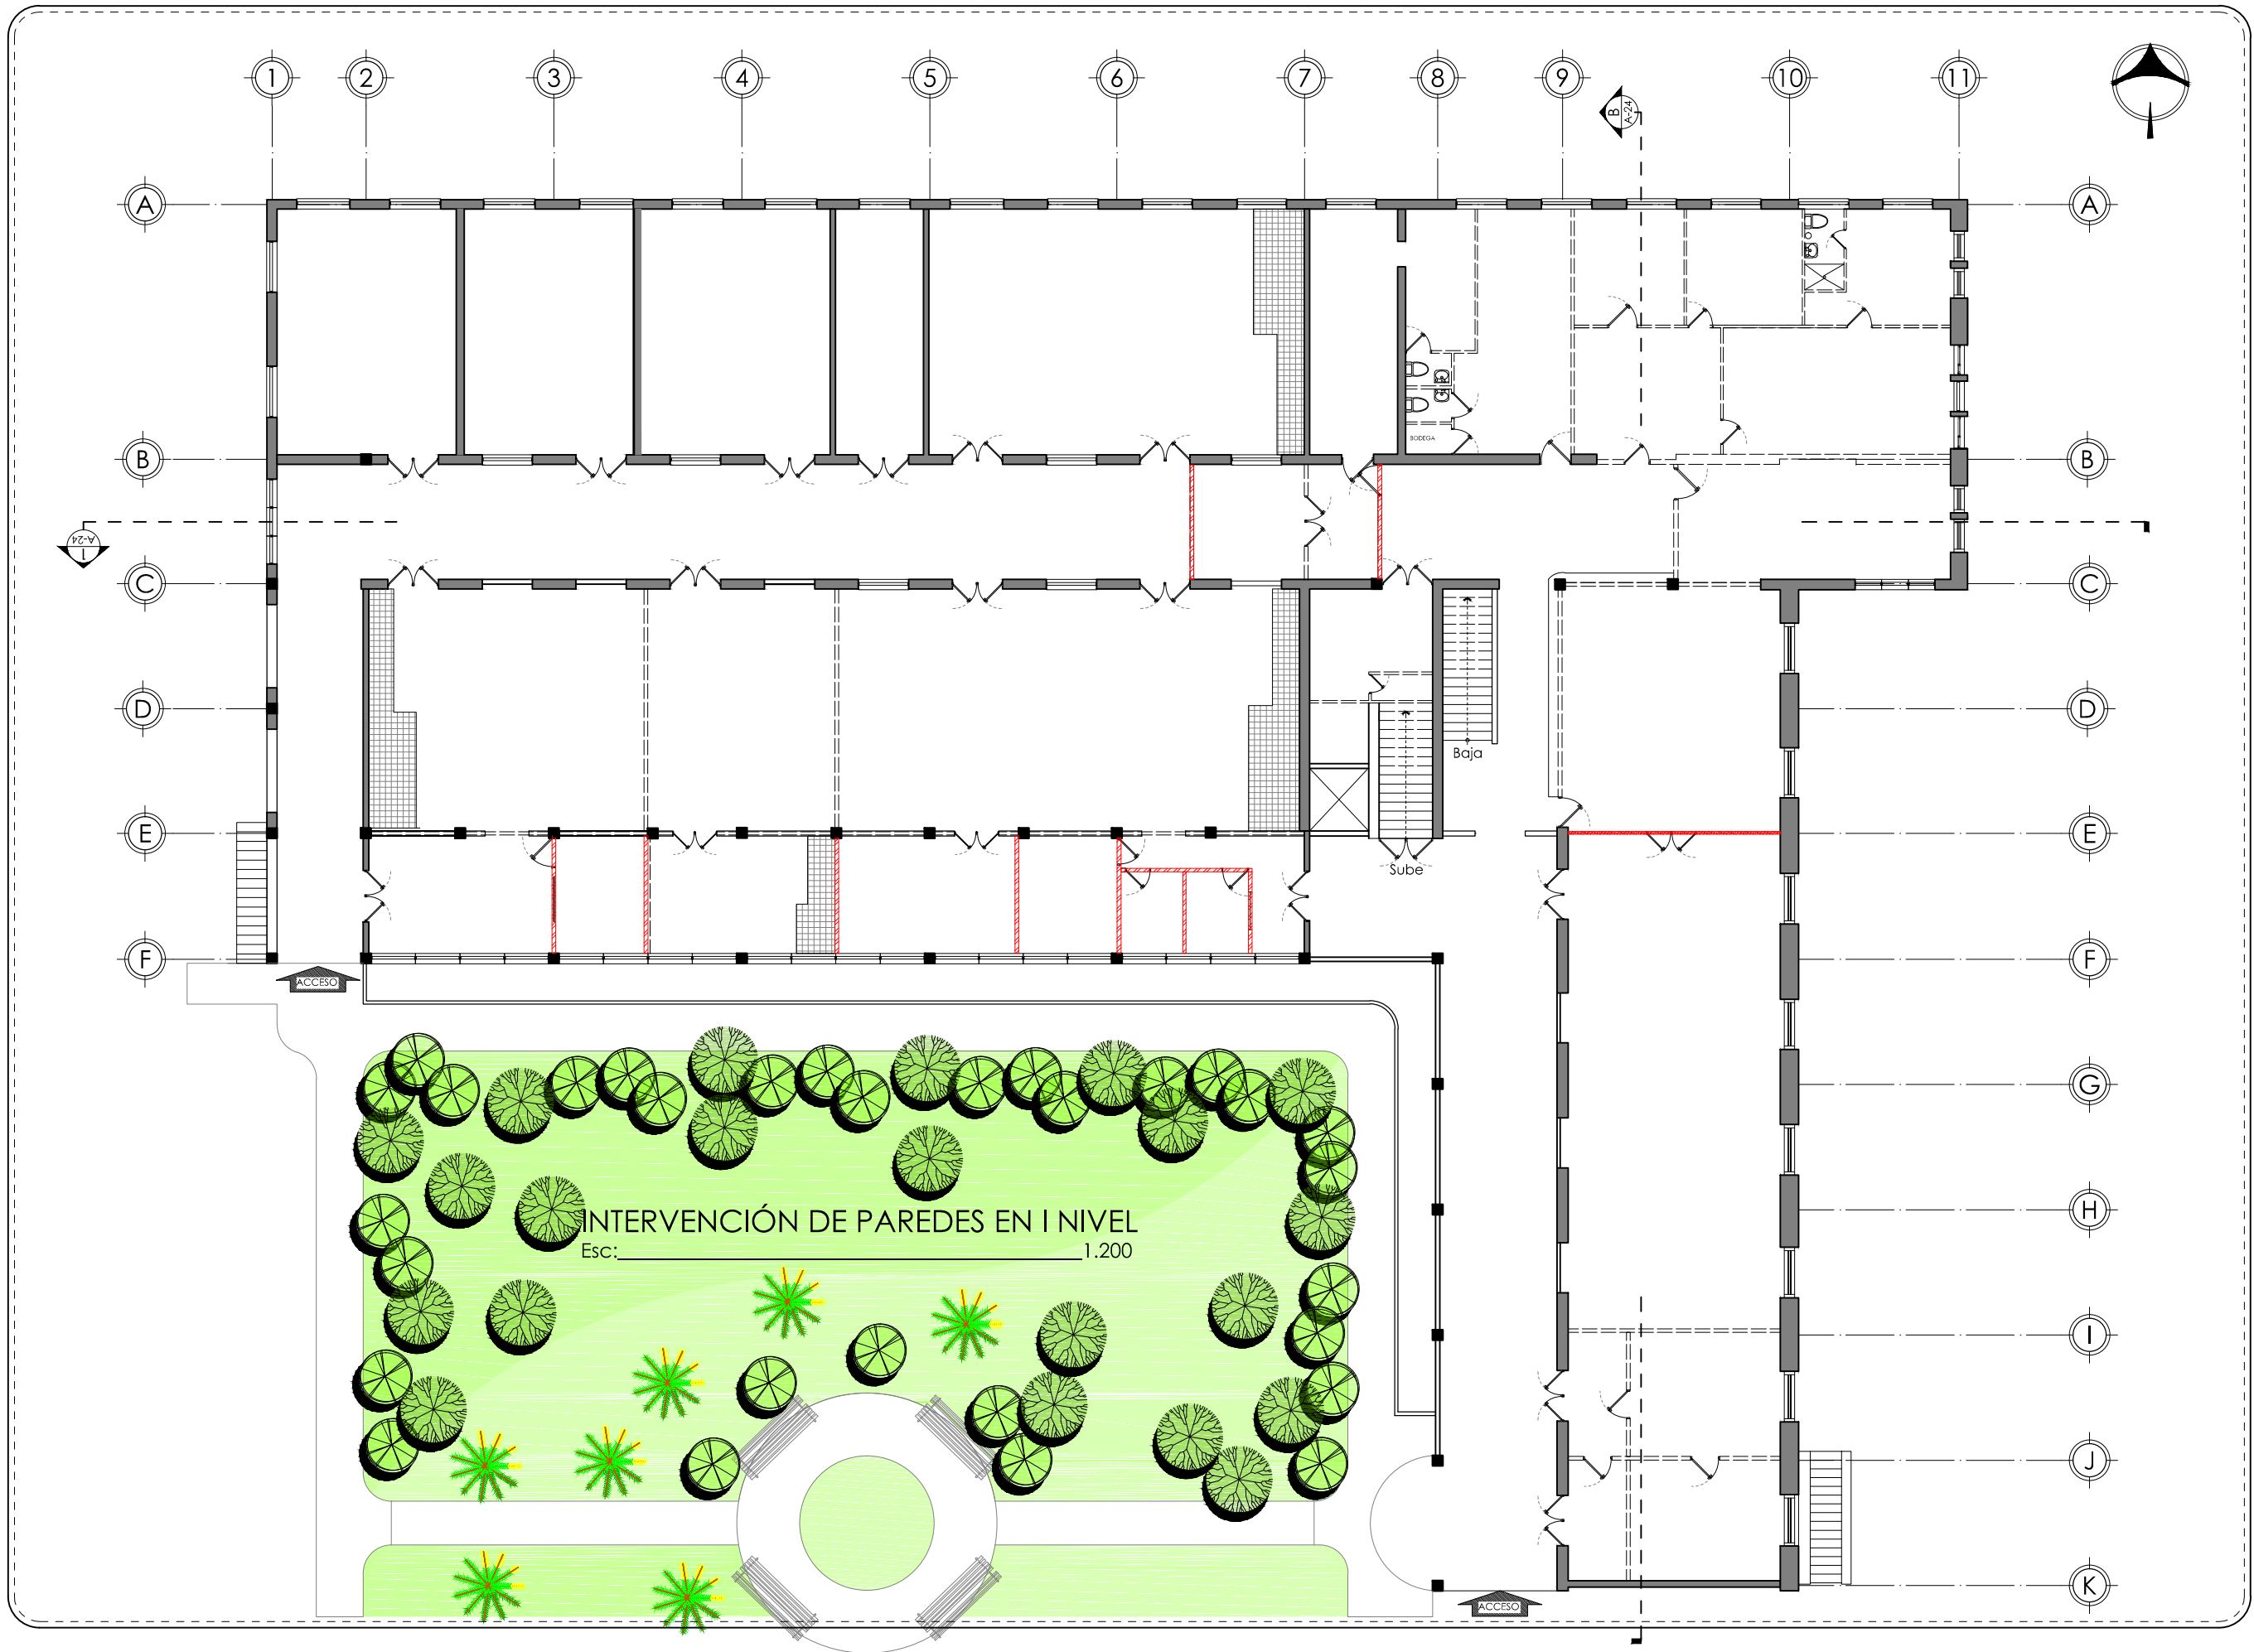 1 2 3 4 5 6 7 8 9 10 11
B
A-24
A A
BODEGA
B B
1
A-24
C C
D D
Baja
E E
Sube
F F
ACCESO
G
INTERVENCIÓN DE PAREDES EN I NIVEL
H
Esc: 1.200
I
J
K
ACCESO